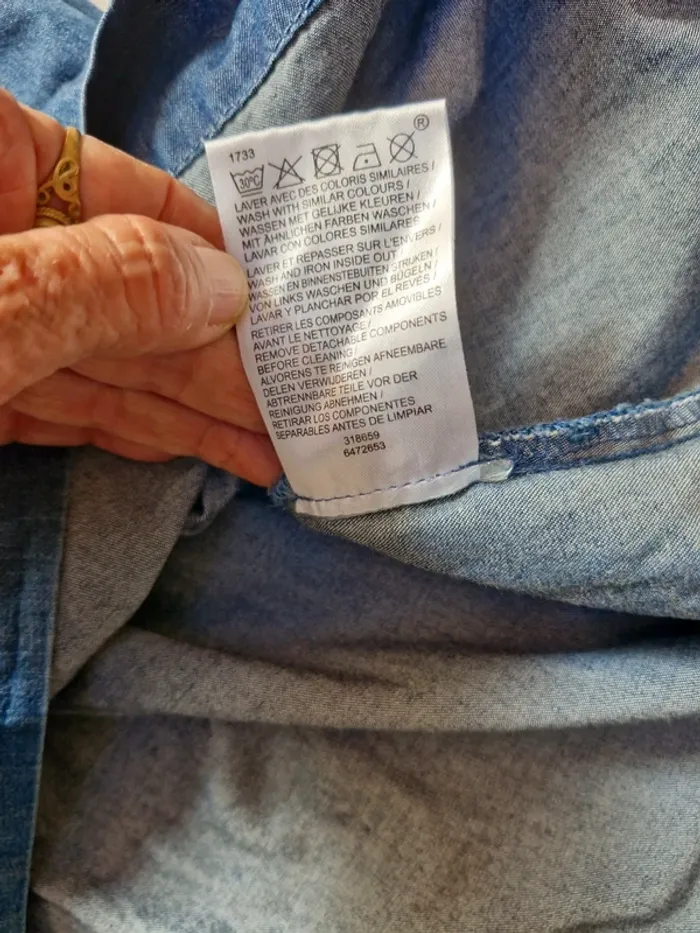 ®
1733
30°C
LAVER AVEC DES COLORIS SIMILAIRES /
WASH WITH SIMILAR COLOURS /
WASSEN MET GELIJKE KLEUREN /
MIT ÄHNLICHEN FARBEN WASCHEN /
LAVAR CON COLORES SIMILARES
LAVER ET REPASSER SUR L'ENVERS /
WASH AND IRON INSIDE OUT /
WASSEN EN BINNENSTEBUITEN STRIJKEN /
VON LINKS WASCHEN UND BÜGELN /
LAVAR Y PLANCHAR POR EL REVES /
RETIRER LES COMPOSANTS AMOVIBLES
AVANT LE NETTOYAGE /
REMOVE DETACHABLE COMPONENTS
BEFORE CLEANING /
ALVORENS TE REINIGEN AFNEEMBARE
DELEN VERWIJDEREN /
ABTRENNBARE TEILE VOR DER
REINIGUNG ABNEHMEN /
RETIRAR LOS COMPONENTES
SEPARABLES ANTES DE LIMPIAR
318659
6472653